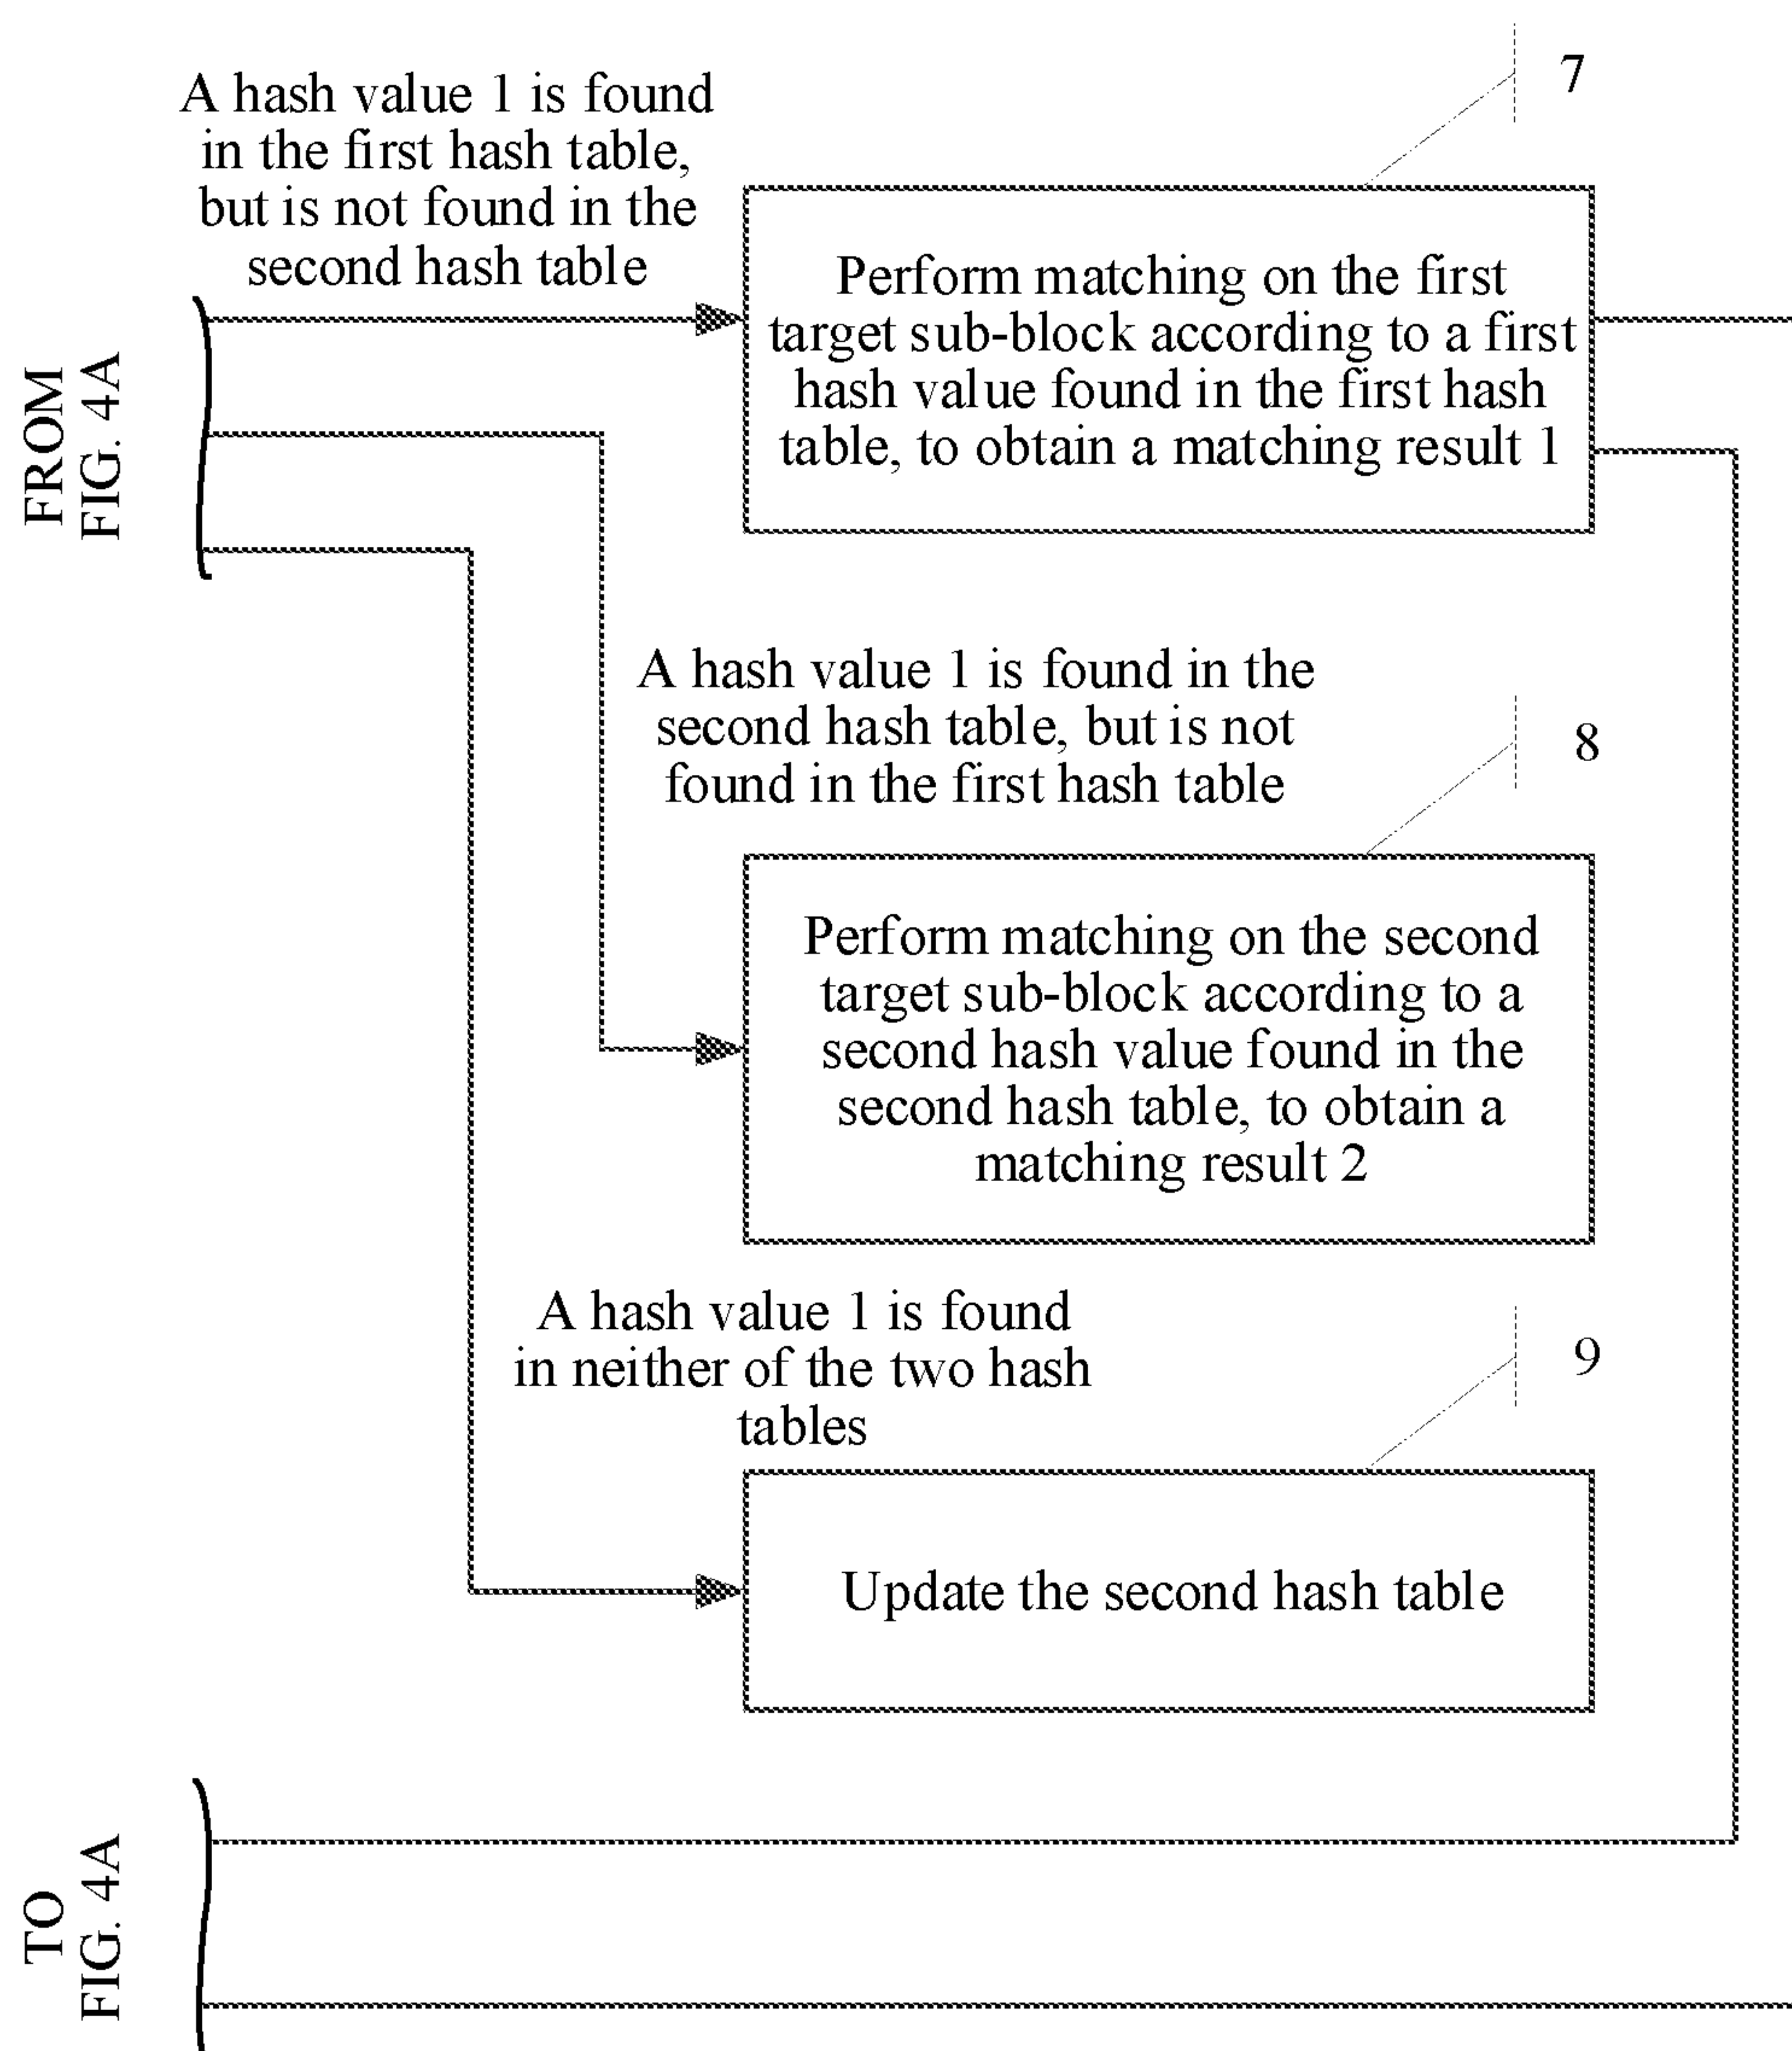 7
A hash value 1 is found
in the first hash table,
but is not found in the
second hash table
Perform matching on the first
target sub-block according to a first
hash value found in the first hash
table, to obtain a matching result 1
FROM
FIG. 4A
A hash value 1 is found in the
second hash table, but is not
found in the first hash table
8
Perform matching on the second
target sub-block according to a
second hash value found in the
second hash table, to obtain a
matching result 2
A hash value 1 is found
in neither of the two hash
tables
9
Update the second hash table
TO
FIG. 4A